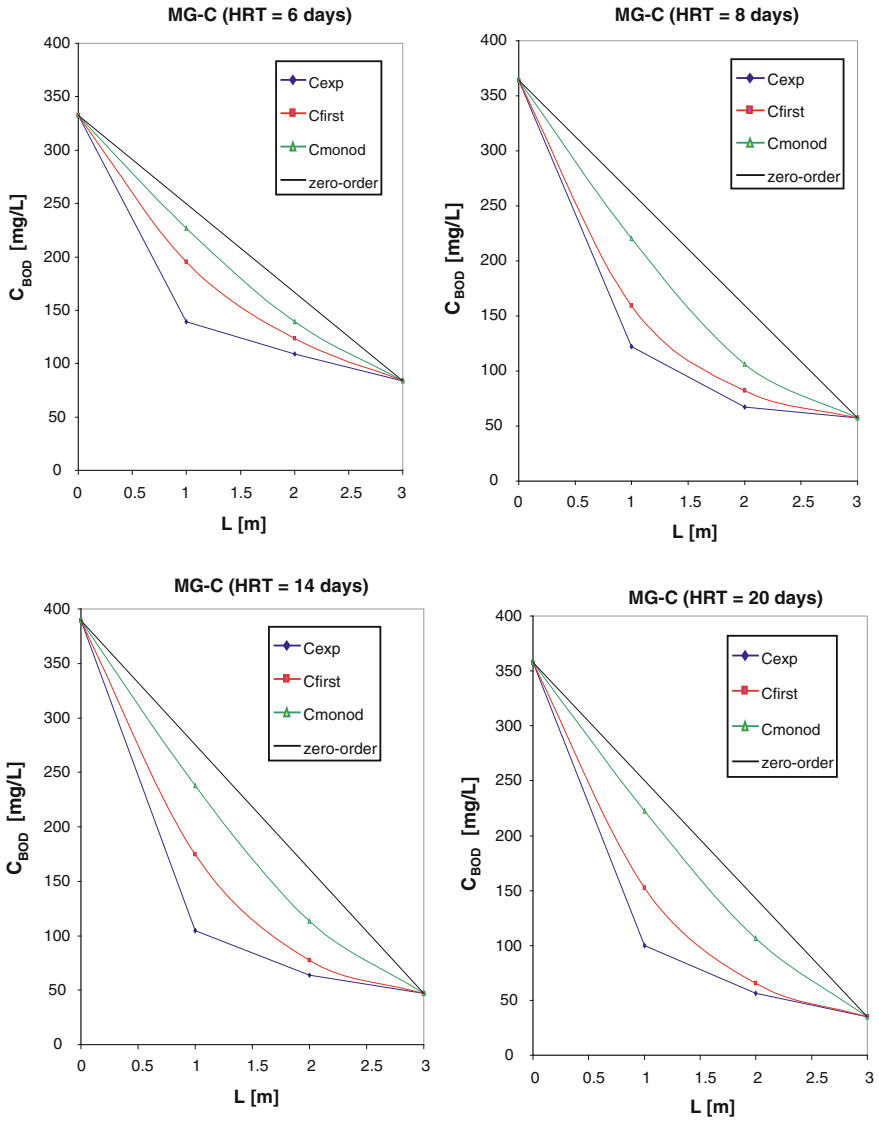 MG-C (HRT = 6 days)
400
350
300
250
200
150
100
50
0
C_BOD [mg/L]
Cexp
Cfirst
Cmonod
zero-order
0 0.5 1 1.5 2 2.5 3
L [m]
MG-C (HRT = 8 days)
400
350
300
250
200
150
100
50
0
C_BOD [mg/L]
Cexp
Cfirst
Cmonod
zero-order
0 0.5 1 1.5 2 2.5 3
L [m]
MG-C (HRT = 14 days)
400
350
300
250
200
150
100
50
0
C_BOD [mg/L]
Cexp
Cfirst
Cmonod
zero-order
0 0.5 1 1.5 2 2.5 3
L [m]
MG-C (HRT = 20 days)
400
350
300
250
200
150
100
50
0
C_BOD [mg/L]
Cexp
Cfirst
Cmonod
zero-order
0 0.5 1 1.5 2 2.5 3
L [m]